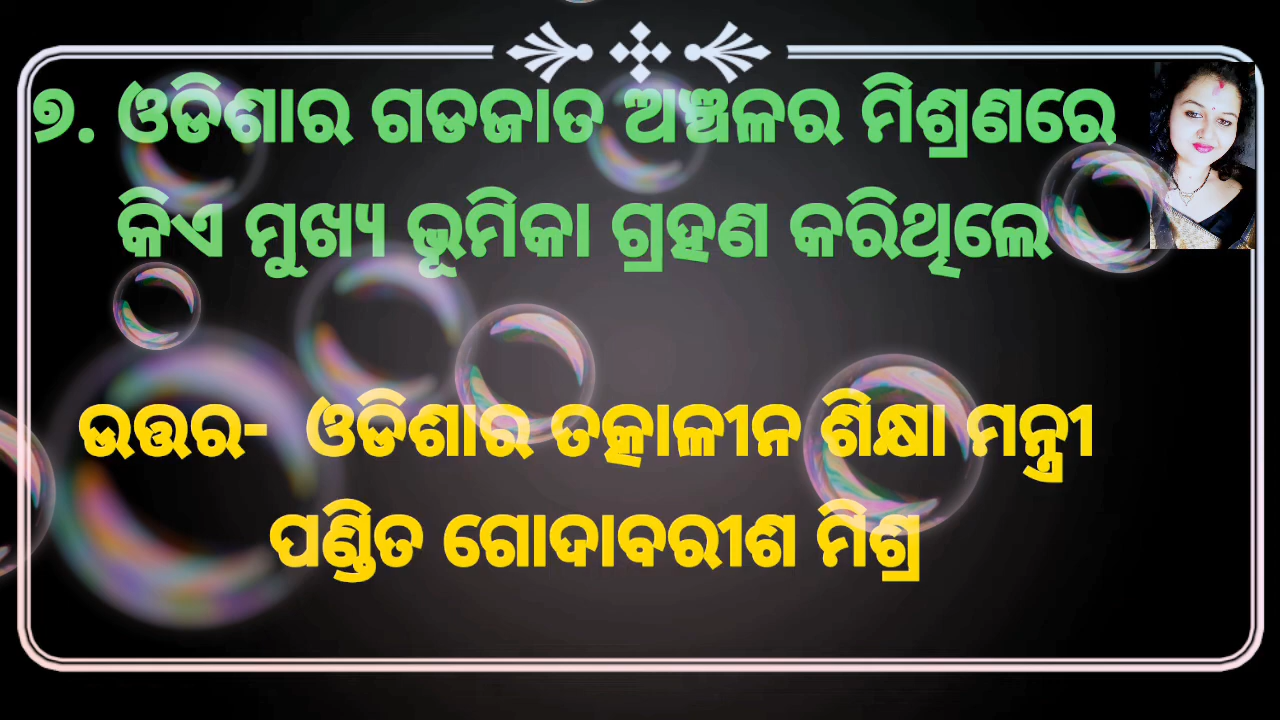 ୭. ଓଡିଶାର ଗଡଜାତ ଅଞ୍ଚଳର ମିଶ୍ରଣରେ
କିଏ ମୁଖ୍ୟ ଭୂମିକା ଗ୍ରହଣ କରିଥିଲେ
ଉତ୍ତର- ଓଡିଶାର ତତ୍କାଳୀନ ଶିକ୍ଷା ମନ୍ତ୍ରୀ
ପଣ୍ଡିତ ଗୋଦାବରୀଶ ମିଶ୍ର